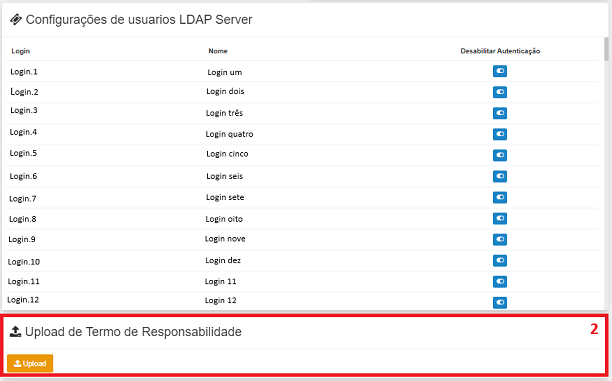 Configurações de usuarios LDAP Server
Login Nome Desabilitar Autenticação
Login.1 Login um
Login.2 Login dois
Login.3 Login três
Login.4 Login quatro
Login.5 Login cinco
Login.6 Login seis
Login.7 Login sete
Login.8 Login oito
Login.9 Login nove
Login.10 Login dez
Login.11 Login 11
Login.12 Login 12
Upload de Termo de Responsabilidade 2
Upload